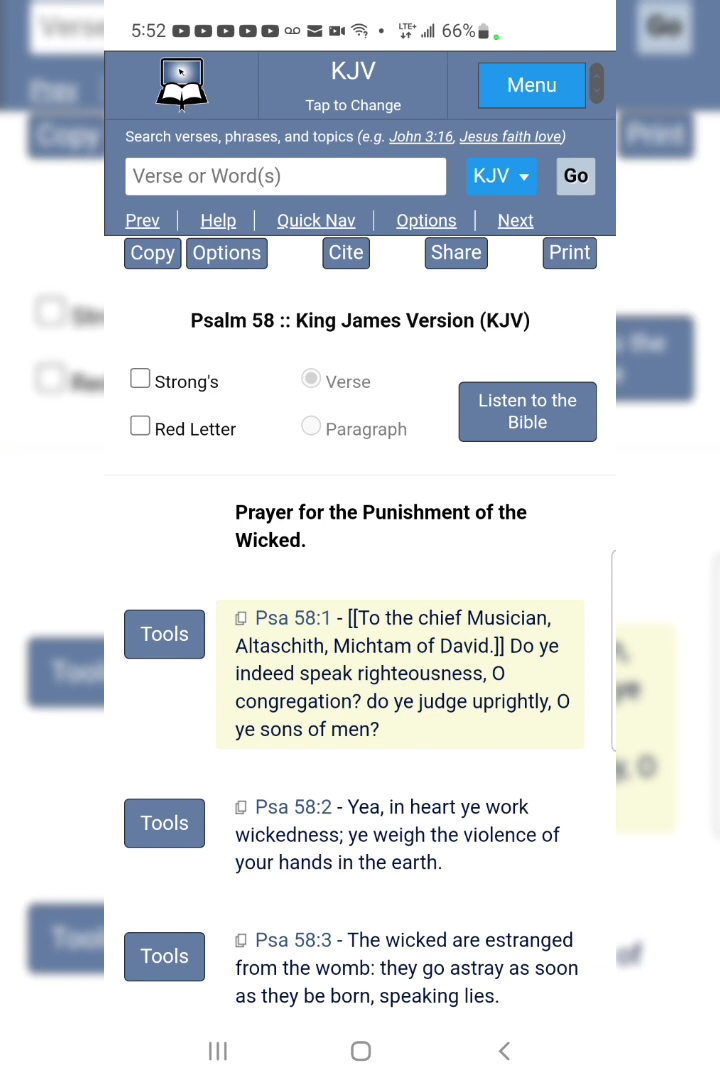 5:52
LTE+ 66%
KJV
Tap to Change
Menu
Search verses, phrases, and topics (e.g. John 3:16, Jesus faith love)
Verse or Word(s)
KJV
Go
Prev
Help
Quick Nav
Options
Next
Copy
Options
Cite
Share
Print
Psalm 58 :: King James Version (KJV)
Strong's
Verse
Red Letter
Paragraph
Listen to the
Bible
Prayer for the Punishment of the
Wicked.
Tools
Psa 58:1 - [[To the chief Musician,
Altaschith, Michtam of David.]] Do ye
indeed speak righteousness, O
congregation? do ye judge uprightly, O
ye sons of men?
Tools
Psa 58:2 - Yea, in heart ye work
wickedness; ye weigh the violence of
your hands in the earth.
Tools
Psa 58:3 - The wicked are estranged
from the womb: they go astray as soon
as they be born, speaking lies.